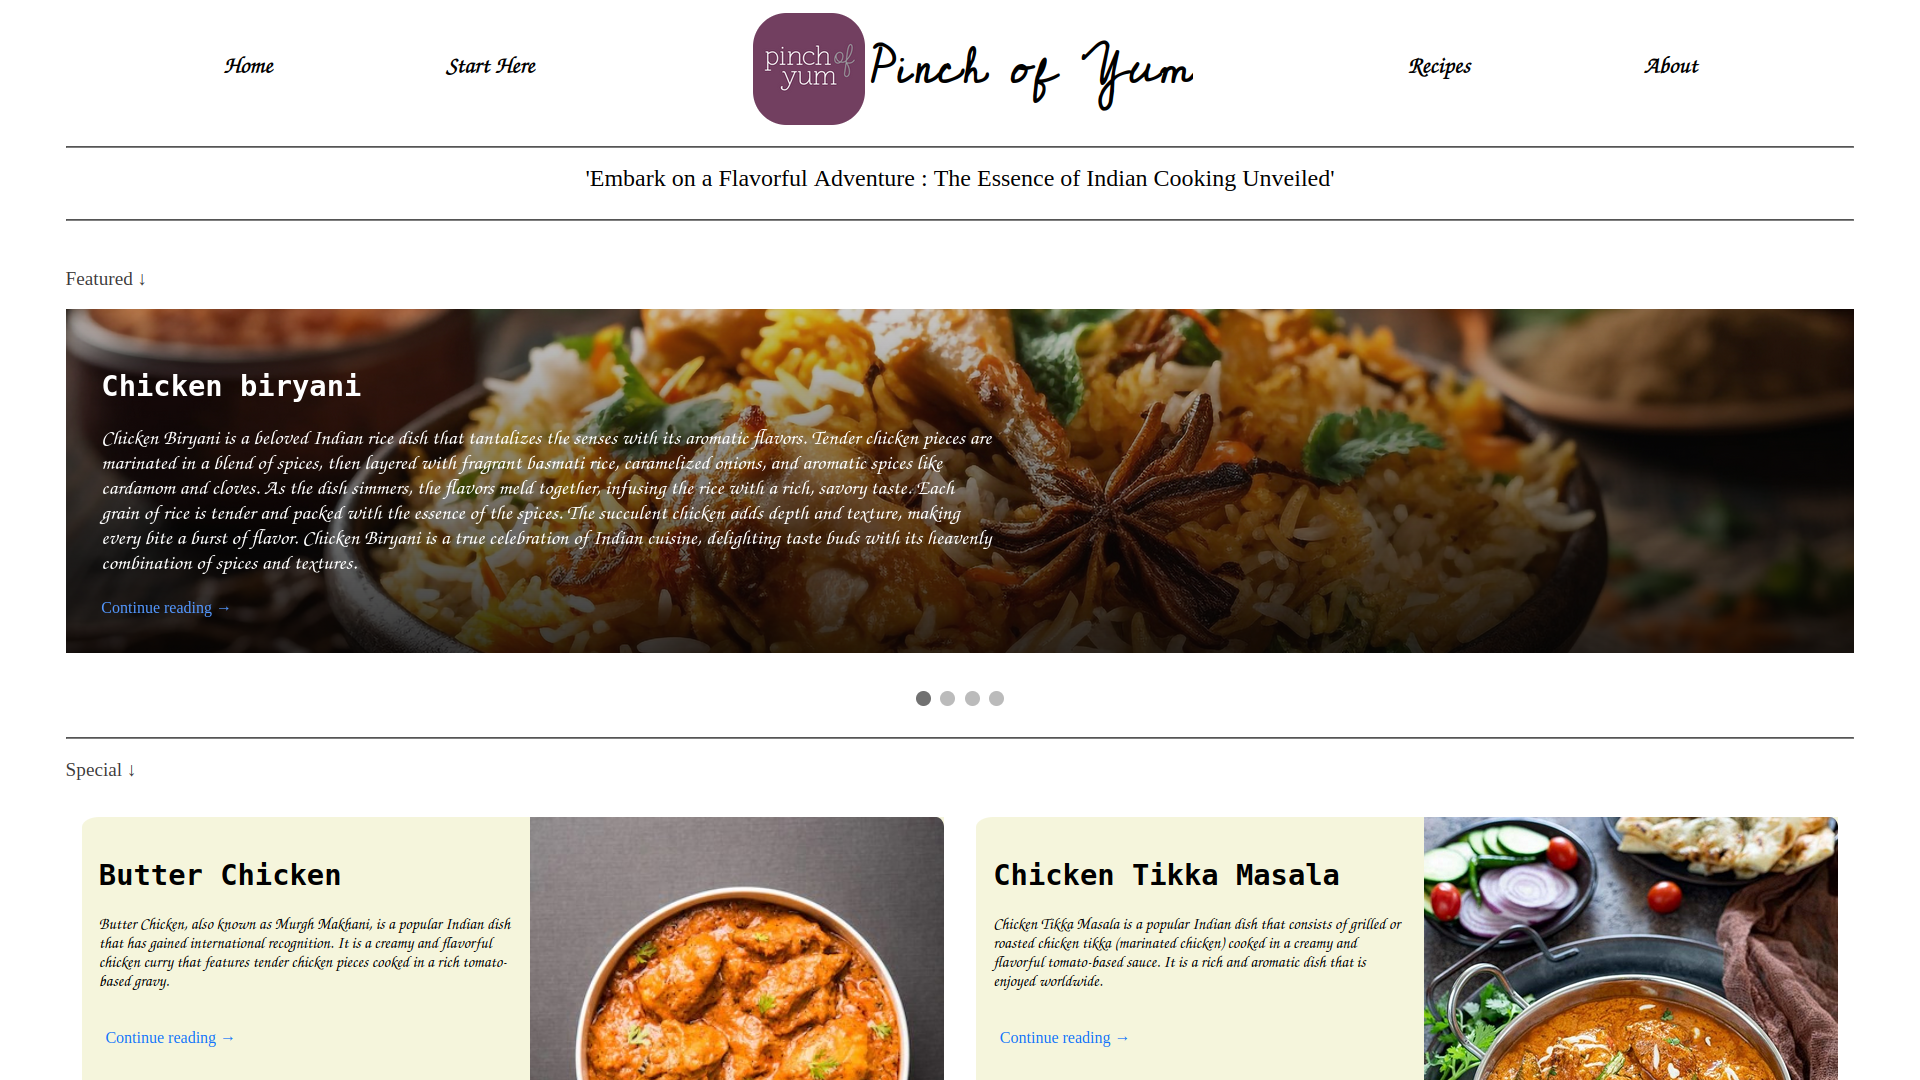 Home
Start Here
pinch of
yum
Pinch of Yum
Recipes
About
'Embark on a Flavorful Adventure : The Essence of Indian Cooking Unveiled'
Featured ↓
Chicken biryani
Chicken Biryani is a beloved Indian rice dish that tantalizes the senses with its aromatic flavors. Tender chicken pieces are
marinated in a blend of spices, then layered with fragrant basmati rice, caramelized onions, and aromatic spices like
cardamom and cloves. As the dish simmers, the flavors meld together, infusing the rice with a rich, savory taste. Each
grain of rice is tender and packed with the essence of the spices. The succulent chicken adds depth and texture, making
every bite a burst of flavor. Chicken Biryani is a true celebration of Indian cuisine, delighting taste buds with its heavenly
combination of spices and textures.
Continue reading →
Special ↓
Butter Chicken
Butter Chicken, also known as Murgh Makhani, is a popular Indian dish
that has gained international recognition. It is a creamy and flavorful
chicken curry that features tender chicken pieces cooked in a rich tomato-
based gravy.
Continue reading →
Chicken Tikka Masala
Chicken Tikka Masala is a popular Indian dish that consists of grilled or
roasted chicken tikka (marinated chicken) cooked in a creamy and
flavorful tomato-based sauce. It is a rich and aromatic dish that is
enjoyed worldwide.
Continue reading →